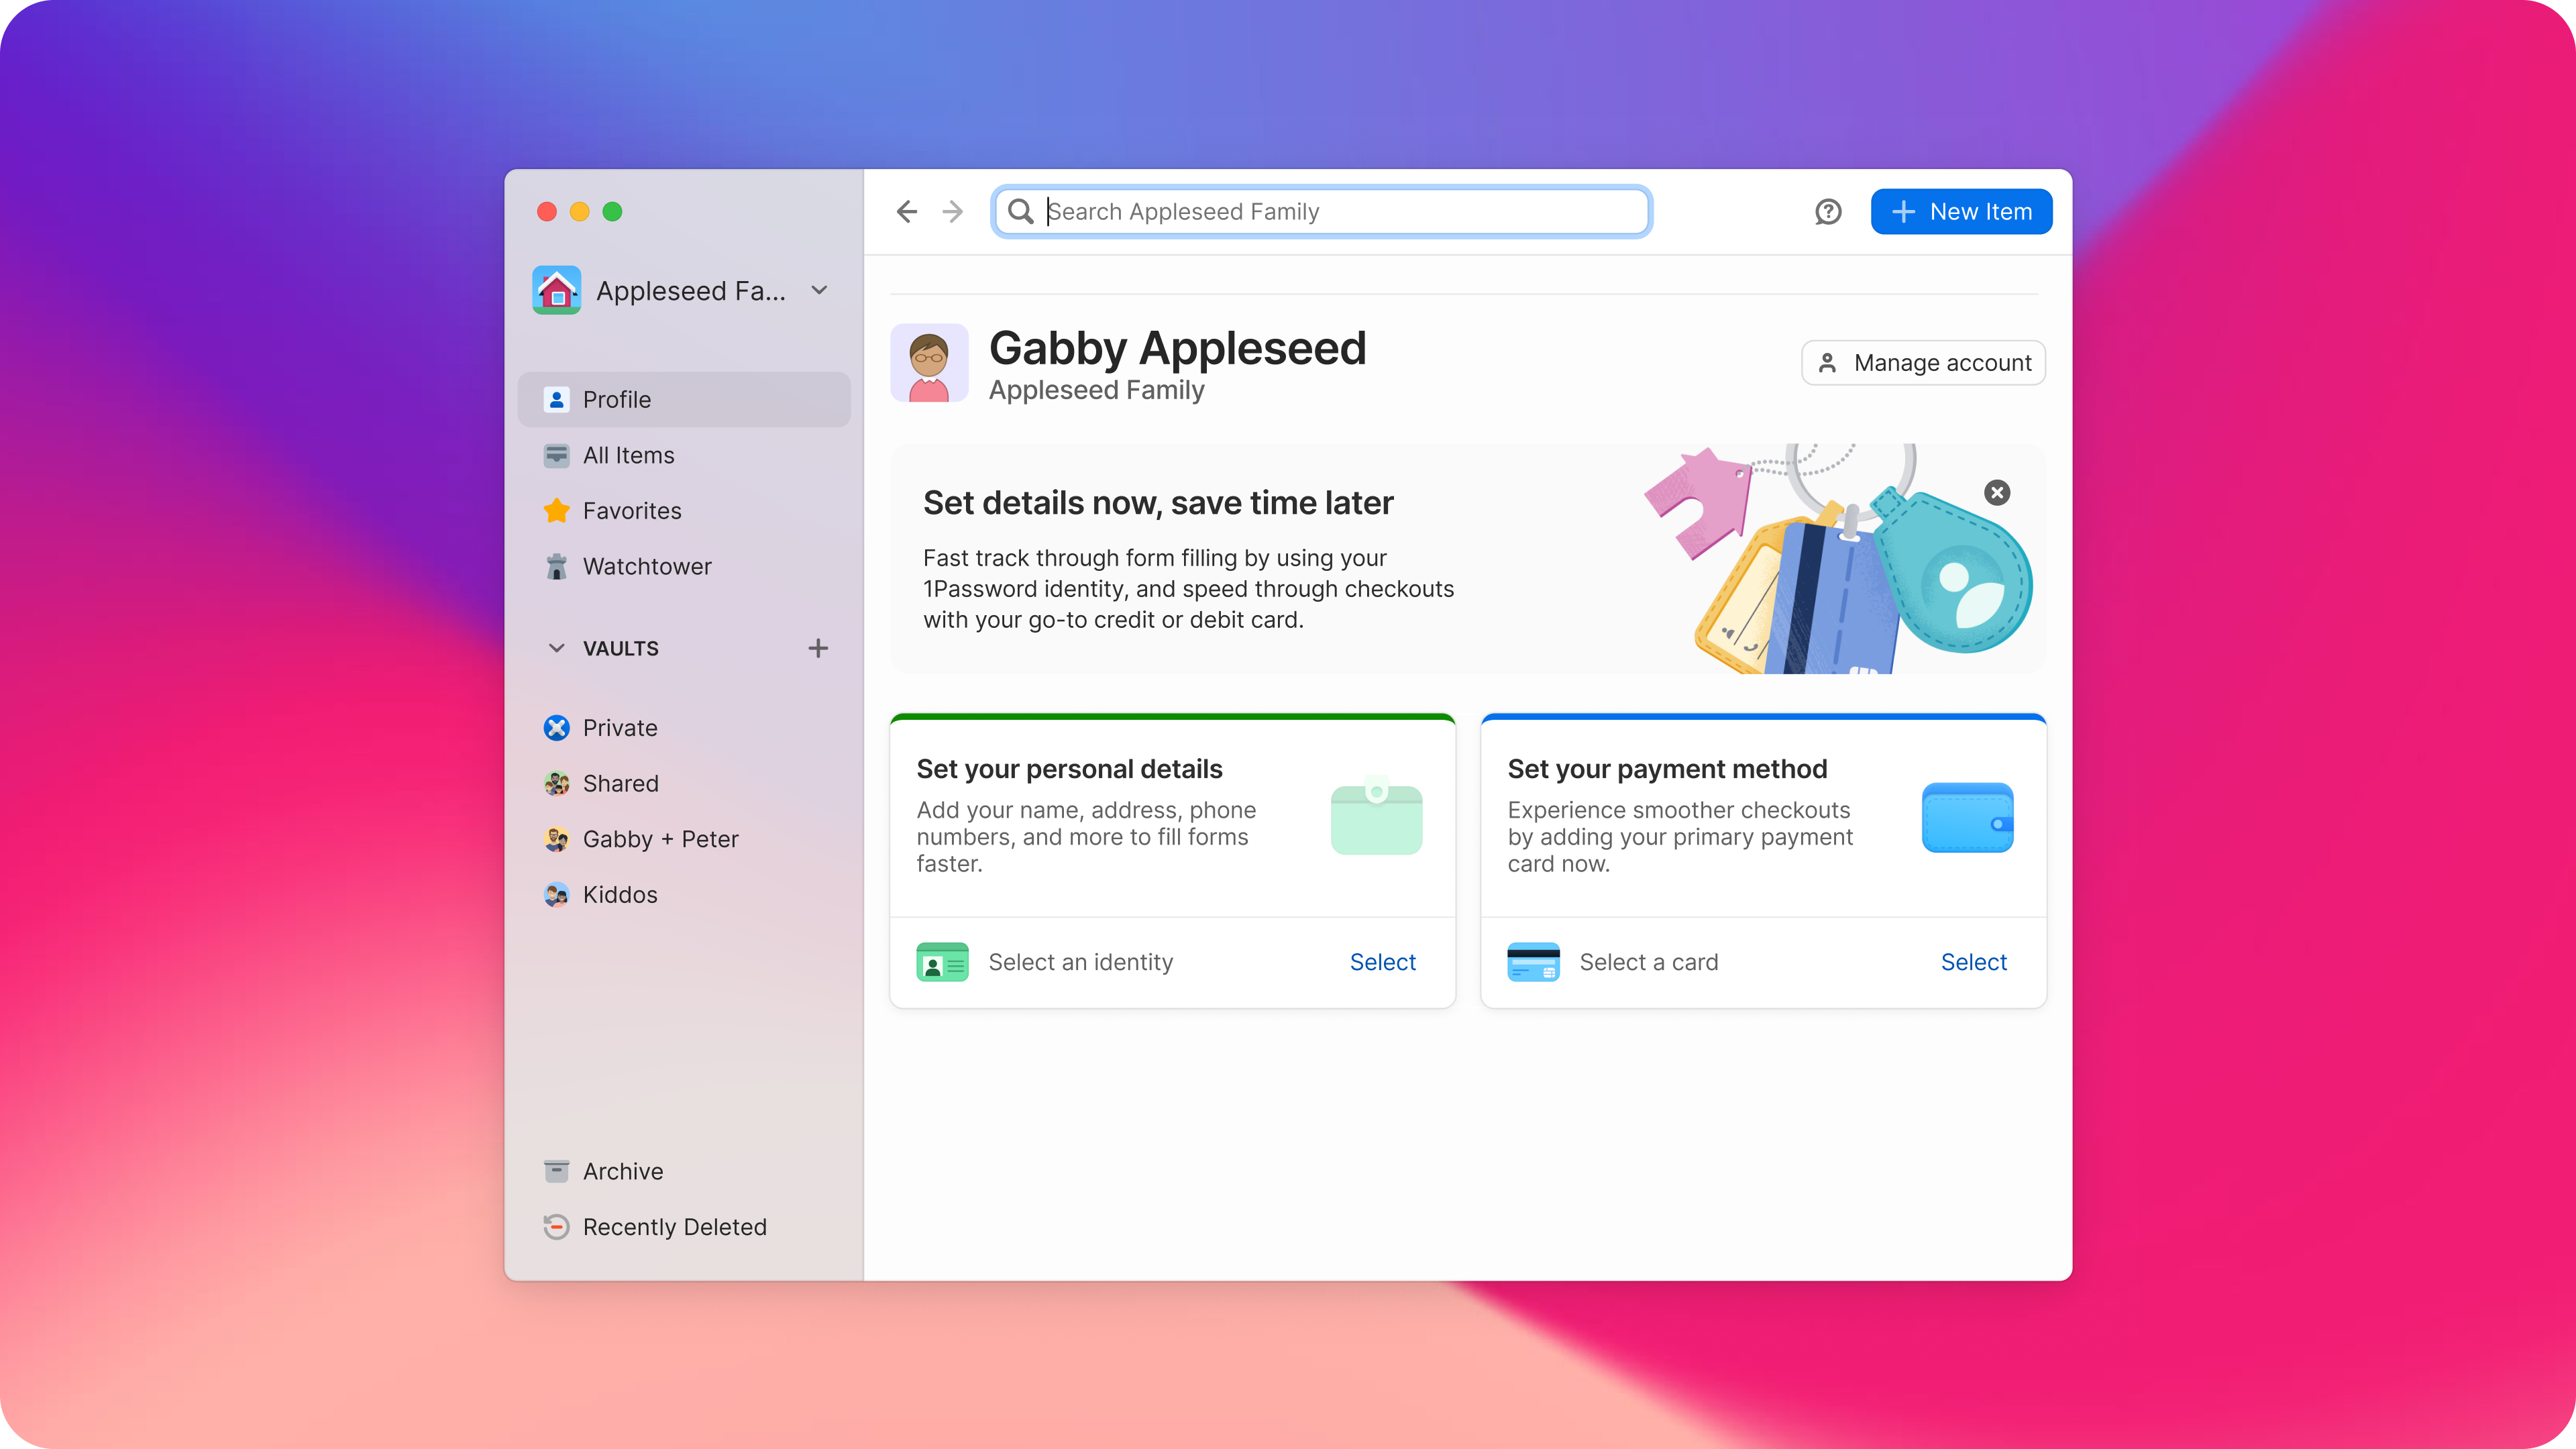 Search Appleseed Family
New Item
Appleseed Fa...
Profile
All Items
Favorites
Watchtower
VAULTS
Private
Shared
Gabby + Peter
Kiddos
Archive
Recently Deleted
Gabby Appleseed
Appleseed Family
Manage account
Set details now, save time later
Fast track through form filling by using your
1Password identity, and speed through checkouts
with your go-to credit or debit card.
Set your personal details
Add your name, address, phone
numbers, and more to fill forms
faster.
Select an identity
Select
Set your payment method
Experience smoother checkouts
by adding your primary payment
card now.
Select a card
Select